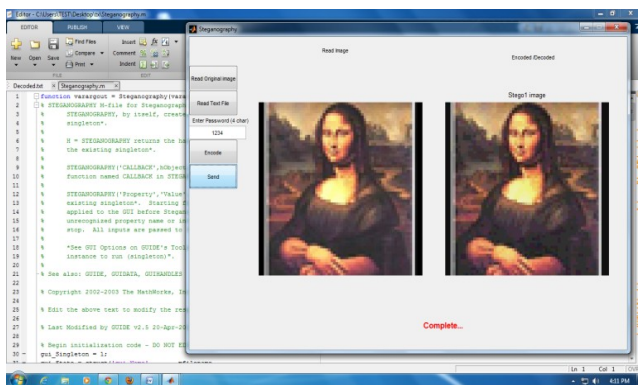 Editor - C:\Users\TEST\Desktop\tx\Steganography.m
EDITOR PUBLISH VIEW
New Open Save
Find Files
Compare
Print
Insert
Comment
Indent
FILE EDIT
Decoded.txt × Steganography.m ×
1 function varargout = Steganography(vara
2 % STEGANOGRAPHY M-file for Steganograp
3 % STEGANOGRAPHY, by itself, create
4 % singleton*.
5 %
6 % H = STEGANOGRAPHY returns the ha
7 % the existing singleton*.
8 %
9 % STEGANOGRAPHY('CALLBACK',hObject
10 % function named CALLBACK in STEGA
11 %
12 % STEGANOGRAPHY('Property','Value'
13 % existing singleton*. Starting f
14 % applied to the GUI before Stegan
15 % unrecognized property name or in
16 % stop. All inputs are passed to
17 %
18 % *See GUI Options on GUIDE's Tool
19 % instance to run (singleton)".
20 %
21 % See also: GUIDE, GUIDATA, GUIHANDLES
22
23 % Copyright 2002-2003 The MathWorks, In
24
25 % Edit the above text to modify the res
26
27 % Last Modified by GUIDE v2.5 20-Apr-20
28
29 % Begin initialization code - DO NOT ED
30 - gui_Singleton = 1;
Steganography
Read Image
Encoded /Decoded
Read Original Image
Read Text File
Enter Password (4 char)
1234
Encode
Send
Stego1 image
Complete...
Ln 1 Col 1
4:11 PM